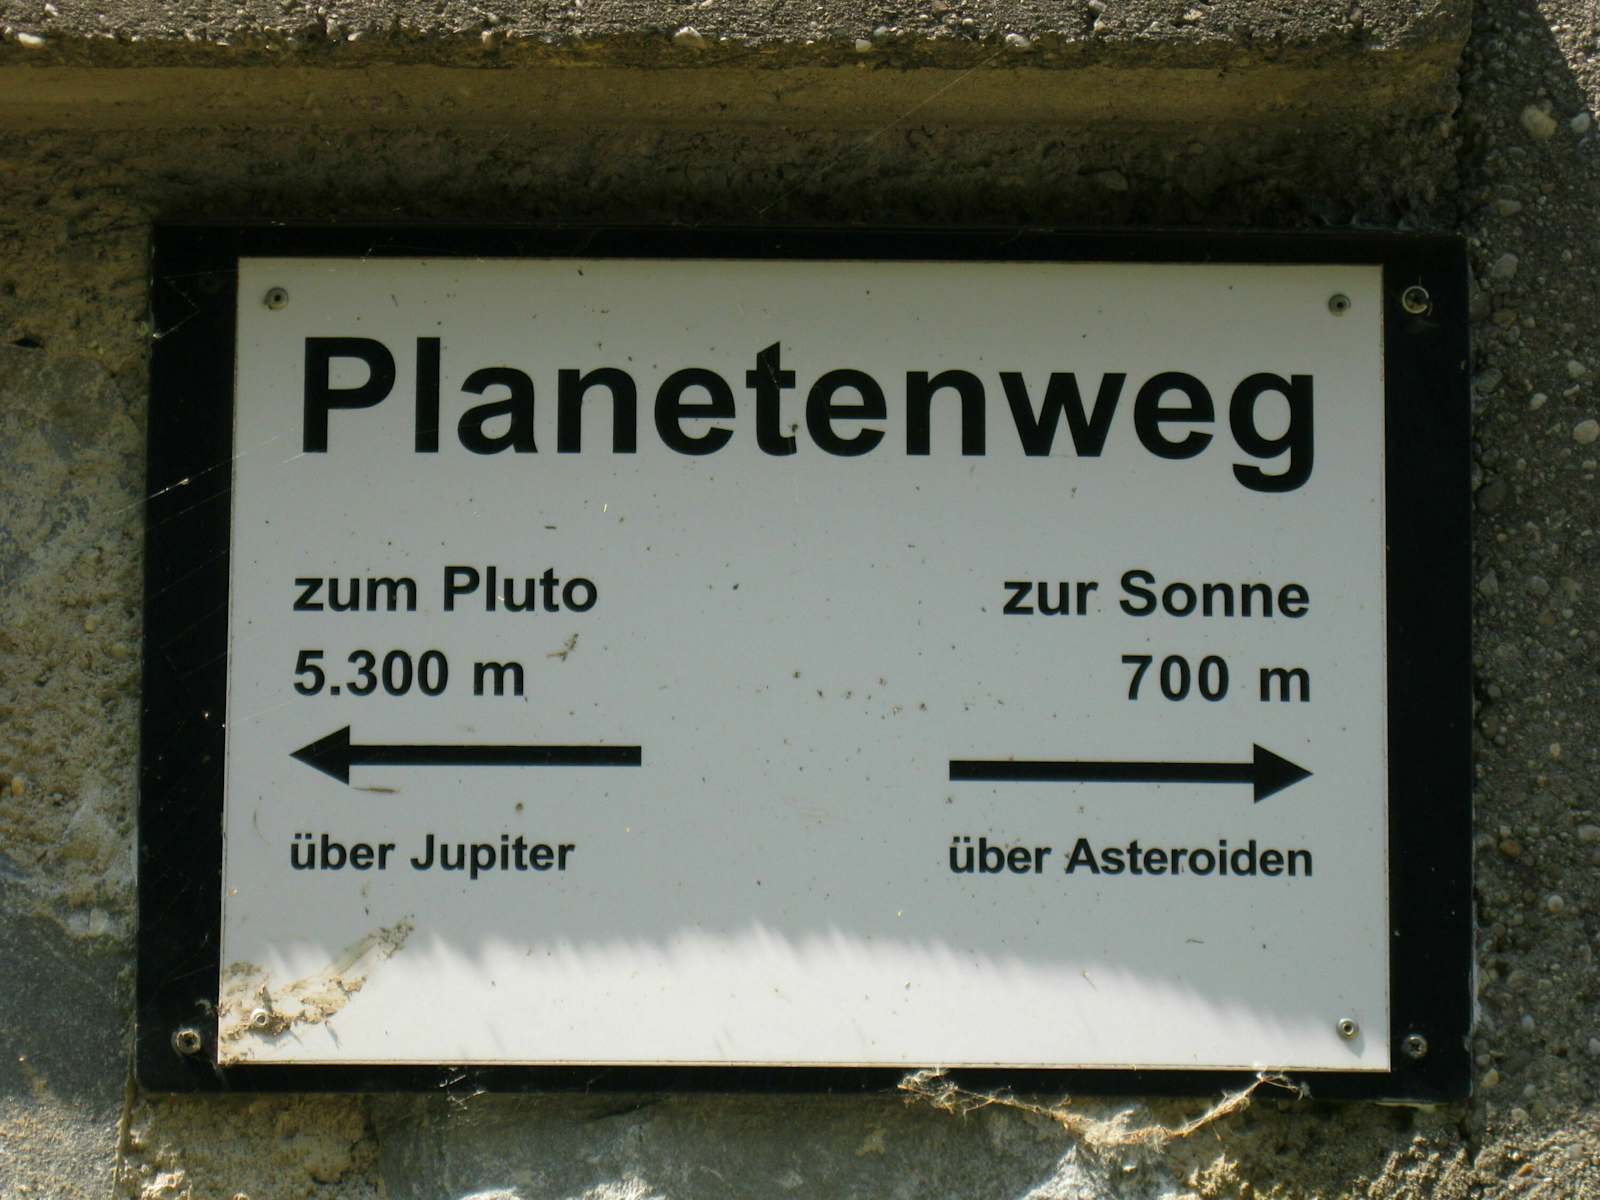 Planetenweg
zum Pluto
5.300 m
über Jupiter
zur Sonne
700 m
über Asteroiden